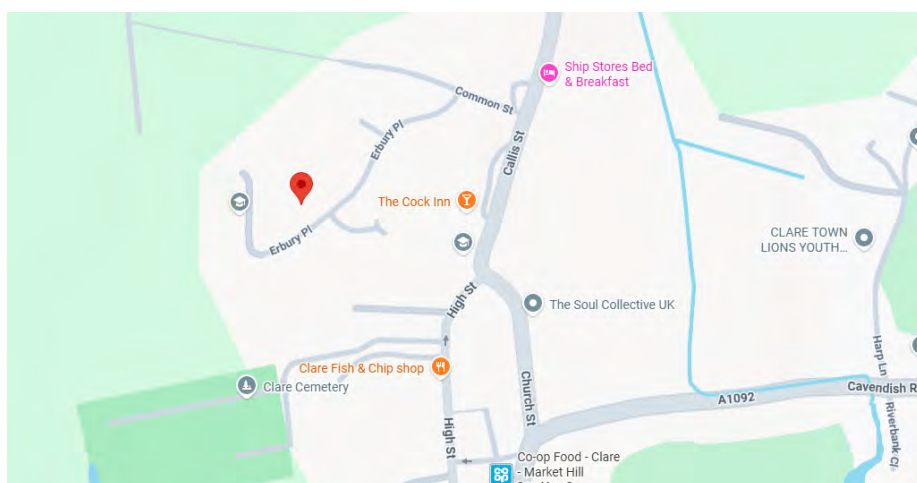 Ship Stores Bed
& Breakfast
Common St
Erbury Pl
Callis St
The Cock Inn
CLARE TOWN
LIONS YOUTH...
Erbury Pl
High St
The Soul Collective UK
Harp Ln
Clare Fish & Chip shop
Clare Cemetery
Church St
A1092
Cavendish R
Riverbank Cl
High St
Co-op Food - Clare
- Market Hill